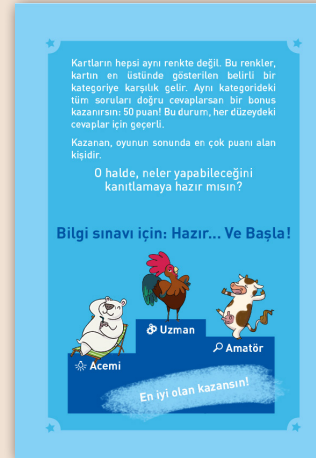 Kartların hepsi aynı renkte değil. Bu renkler,
kartın en üstünde gösterilen belirli bir
kategoriye karşılık gelir. Aynı kategorideki
tüm soruları doğru cevaplarsan bir bonus
kazanırsın: 50 puan! Bu durum, her düzeydeki
cevaplar için geçerli.
Kazanan, oyunun sonunda en çok puanı alan
kişidir.
O halde, neler yapabileceğini
kanıtlamaya hazır mısın?
Bilgi sınavı için: Hazır... Ve Başla!
Uzman
Amatör
Acemi
En iyi olan kazansın!